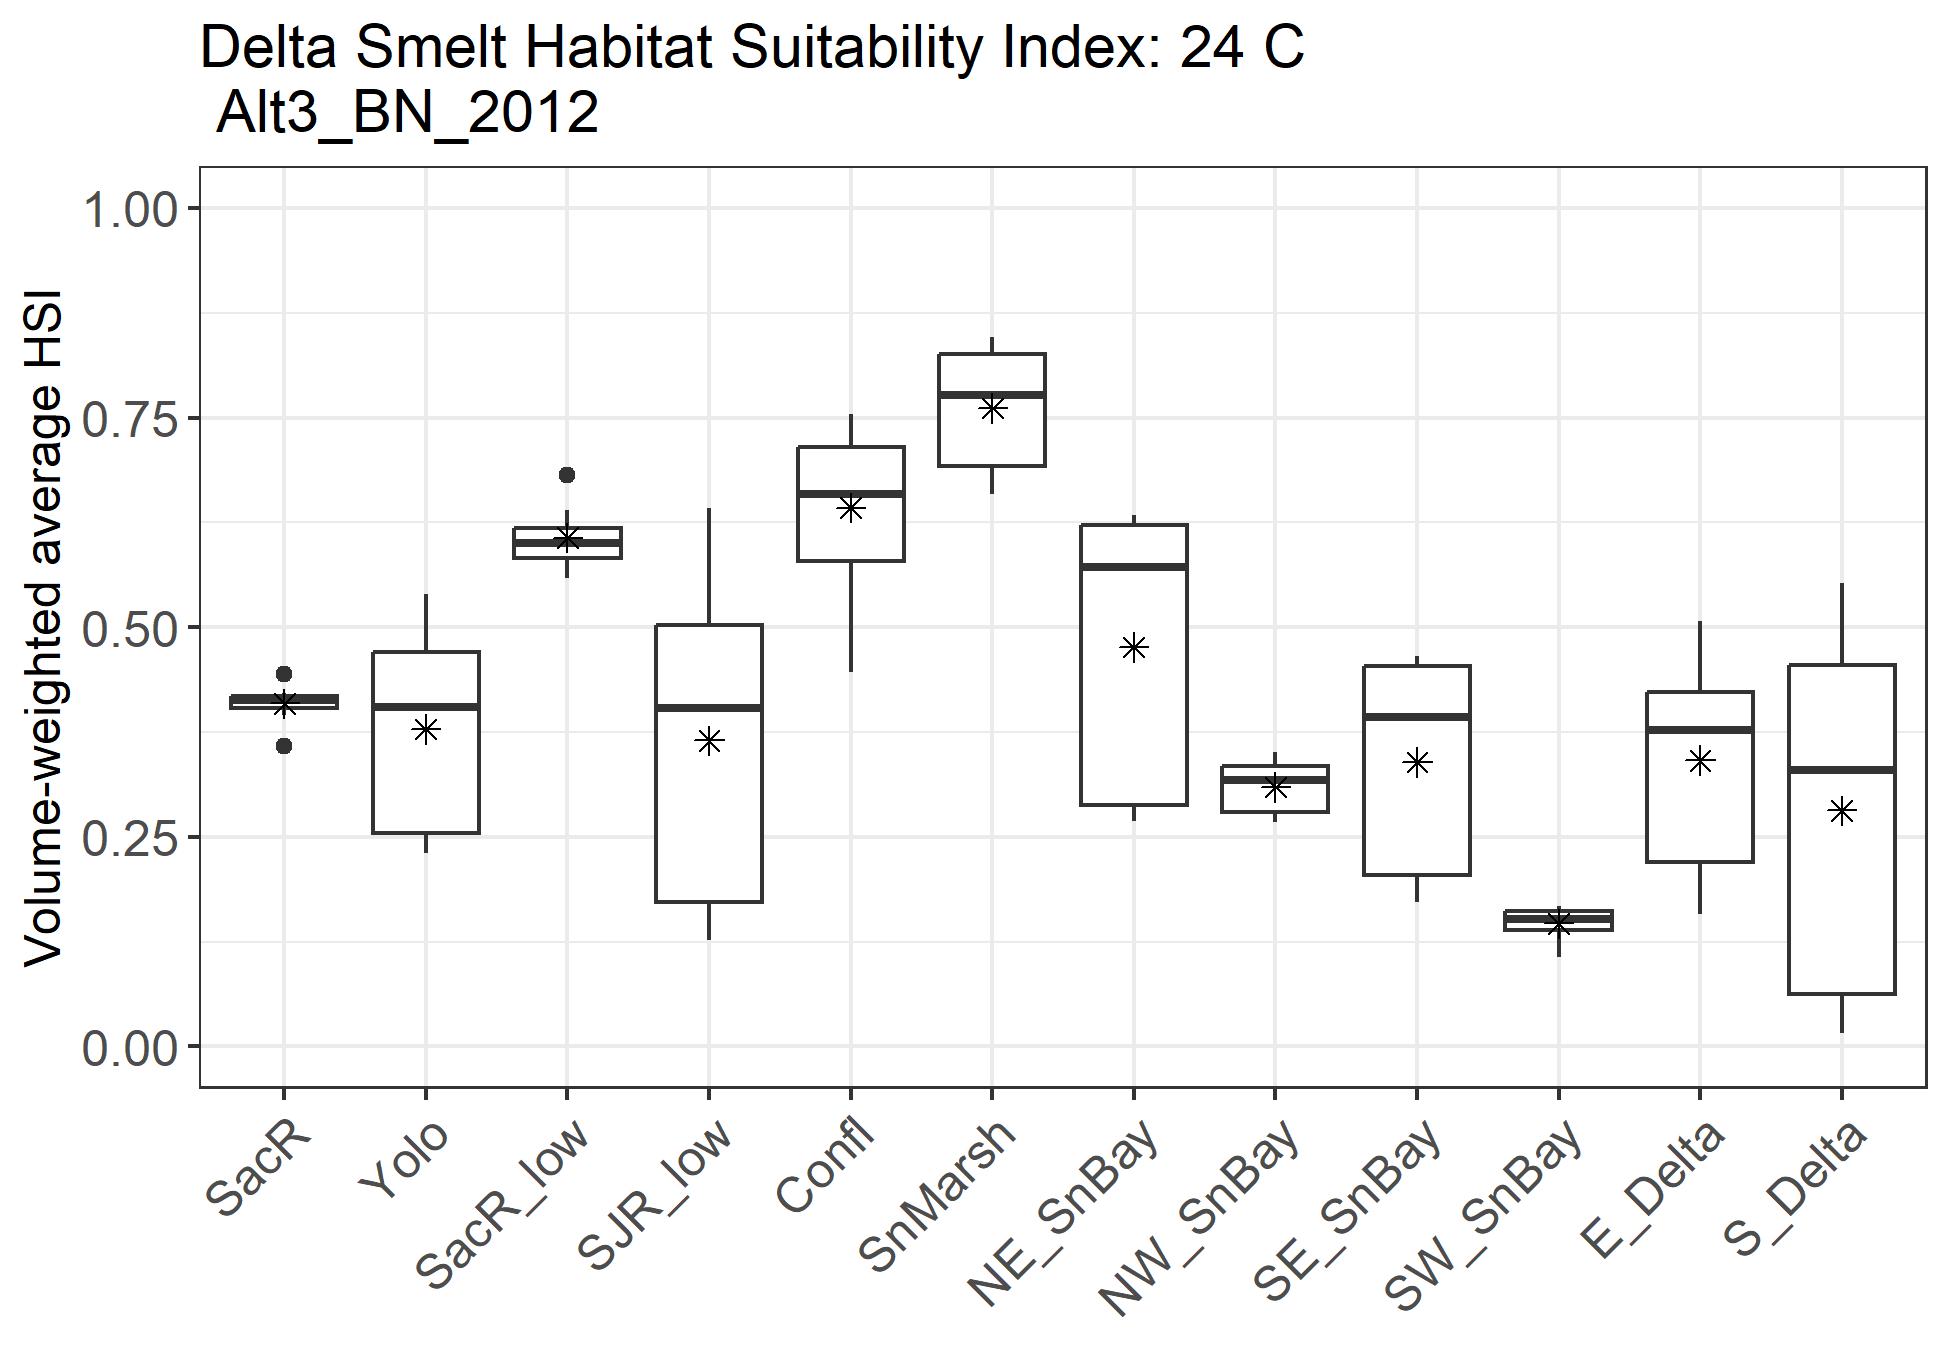 Delta Smelt Habitat Suitability Index: 24 C
Alt3_BN_2012
Volume-weighted average HSI
1.00
0.75
0.50
0.25
0.00
SacR
Yolo
SacR_low
SJR_low
Confl
SnMarsh
NE_SnBay
NW_SnBay
SE_SnBay
SW_SnBay
E_Delta
S_Delta